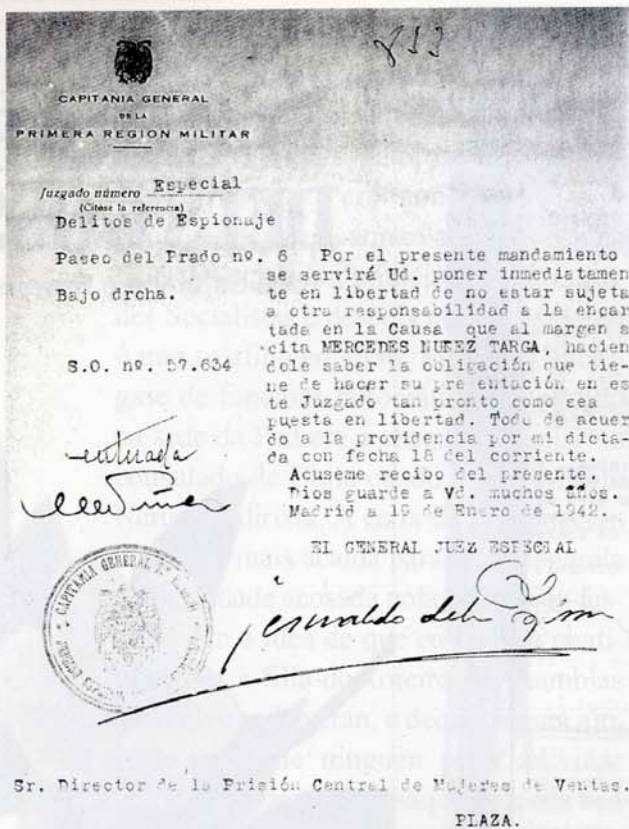 833
CAPITANIA GENERAL
DE LA
PRIMERA REGION MILITAR
Juzgado número Especial
(Cítese la referencia)
Delitos de Espionaje
Paseo del Prado nº. 6
Bajo drcha.
S.O. nº. 57.634
Por el presente mandamiento
se servirá Ud. poner inmediatamen
te en libertad de no estar sujeta
a otra responsabilidad a la encar
tada en la Causa que al margen s
cita MERCEDES NUÑEZ TARGA, hacien
dole saber la obligación que tie-
ne de hacer su presentación en es
te Juzgado tan pronto como sea
puesta en libertad. Todo de acuer
do a la providencia por mi dicta-
da con fecha 18 del corriente.
Acuseme recibo del presente.
Dios guarde a Vd. muchos años.
Madrid a 19 de Enero de 1942.
enterada
EL GENERAL JUEZ ESPECIAL
CAPITANIA GENERAL
Sr. Director de la Prisión Central de Mujeres de Ventas.
PLAZA.